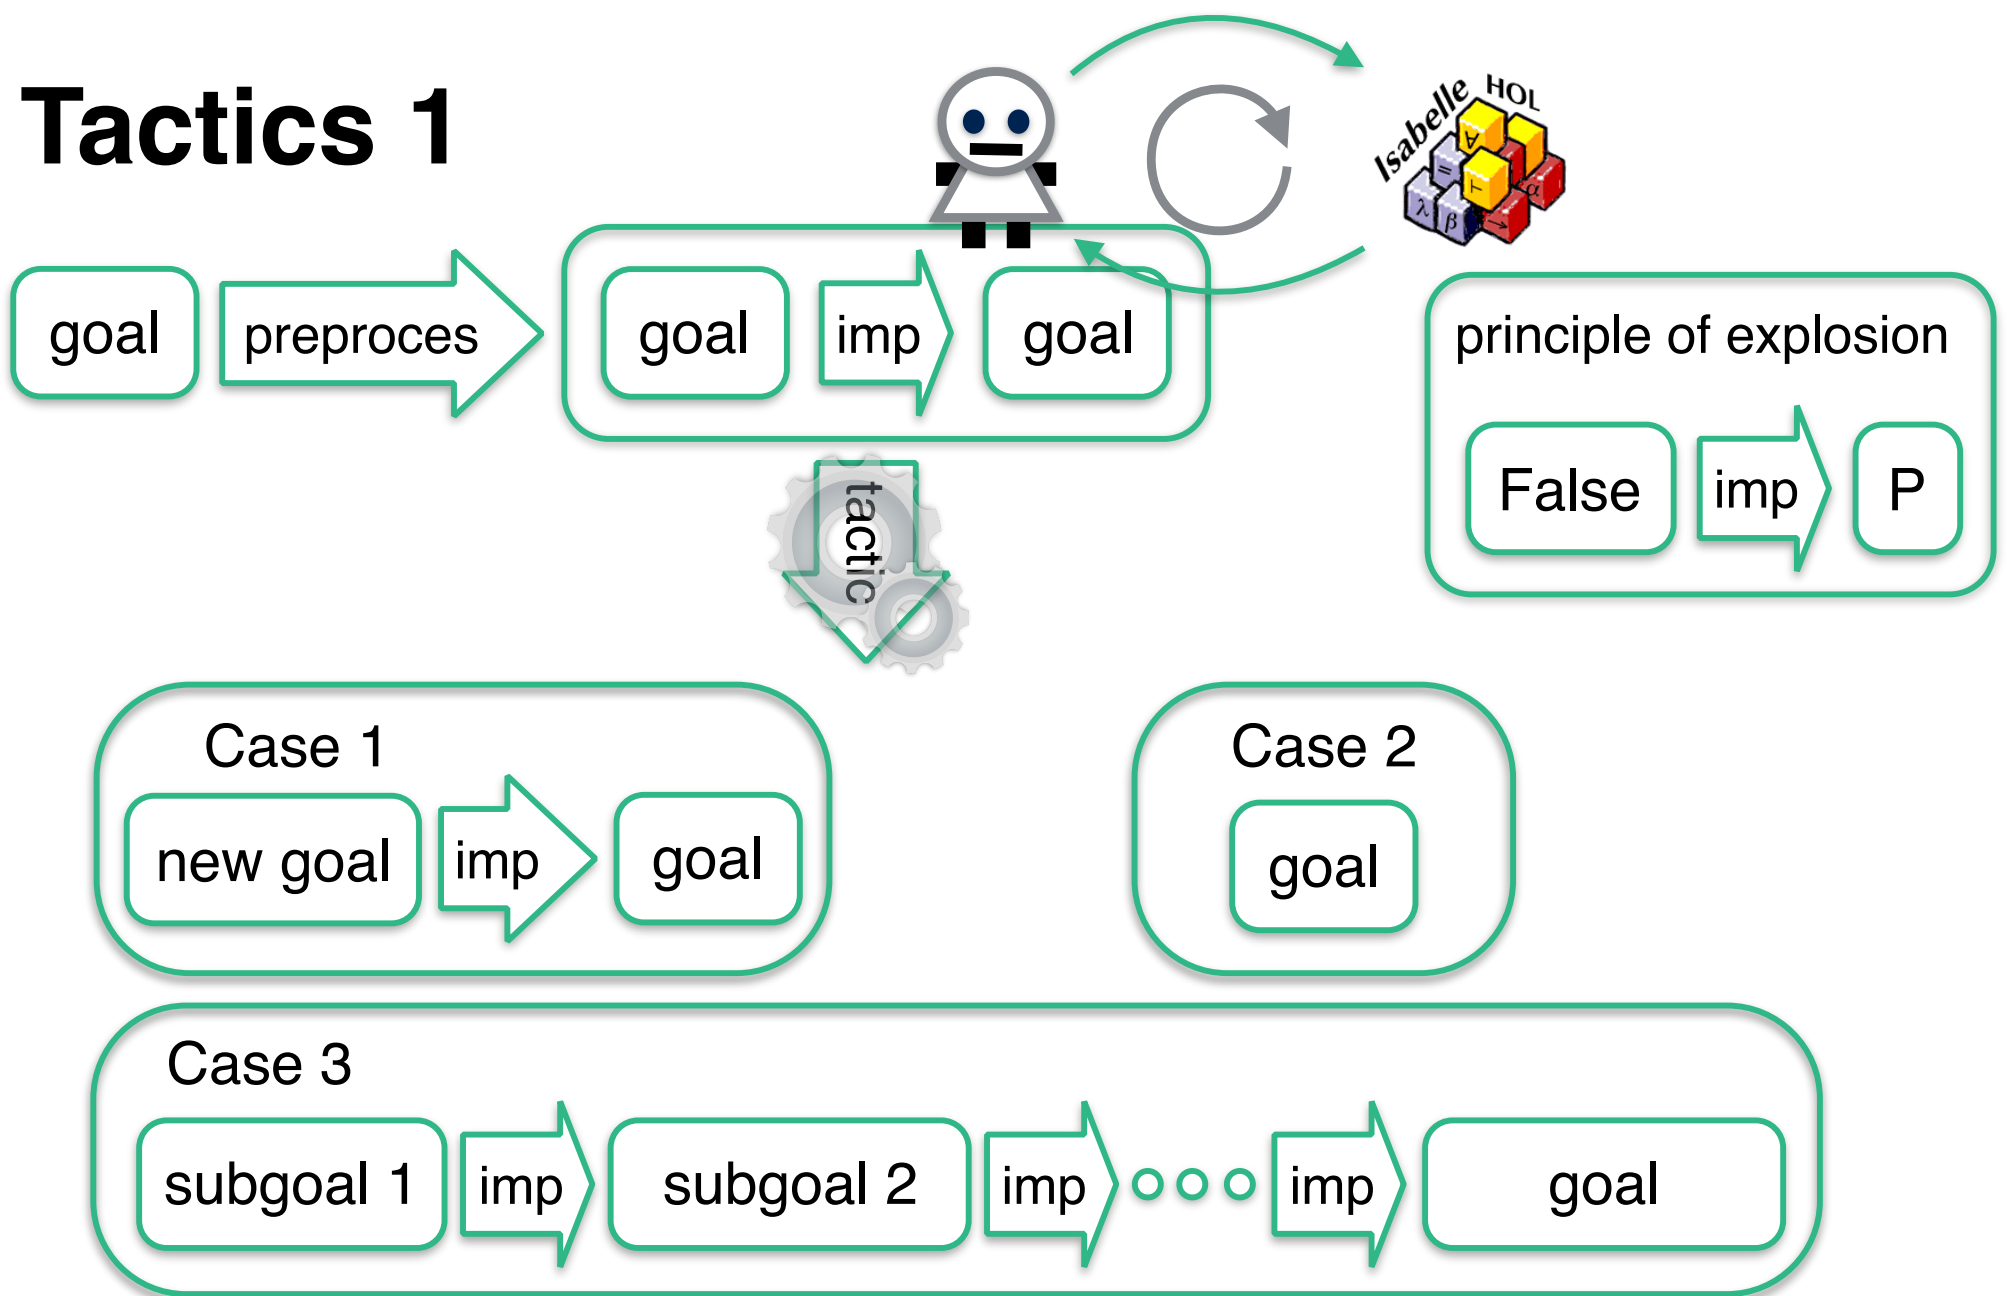 Tactics 1
Isabelle HOL
∀
= ⊢ α
λ β →
goal preproces goal imp goal
principle of explosion
False imp P
tactic
Case 1
new goal imp goal
Case 2
goal
Case 3
subgoal 1 imp subgoal 2 imp imp goal